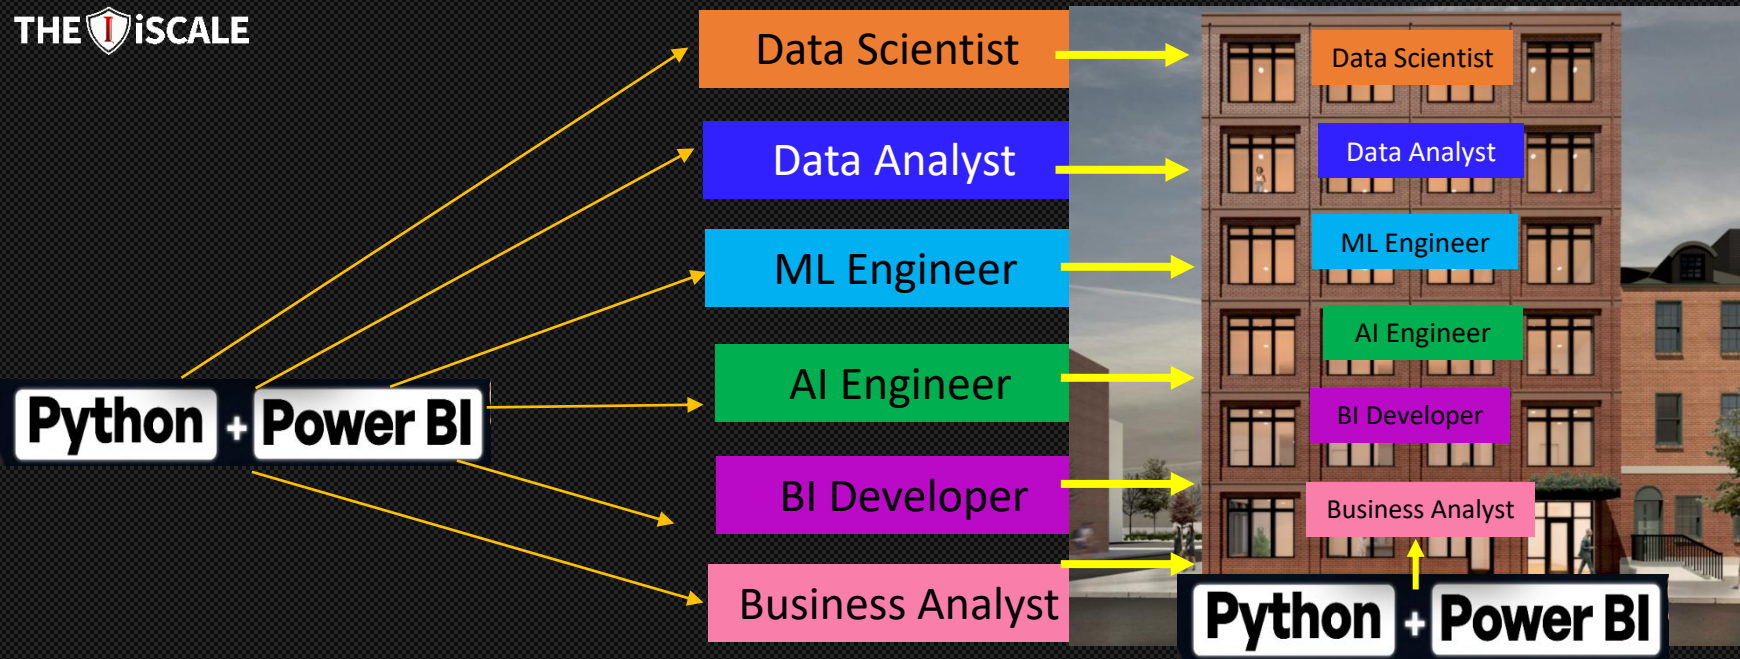 THE I iSCALE
Python + Power BI
Data Scientist
Data Analyst
ML Engineer
AI Engineer
BI Developer
Business Analyst
Data Scientist
Data Analyst
ML Engineer
AI Engineer
BI Developer
Business Analyst
Python + Power BI